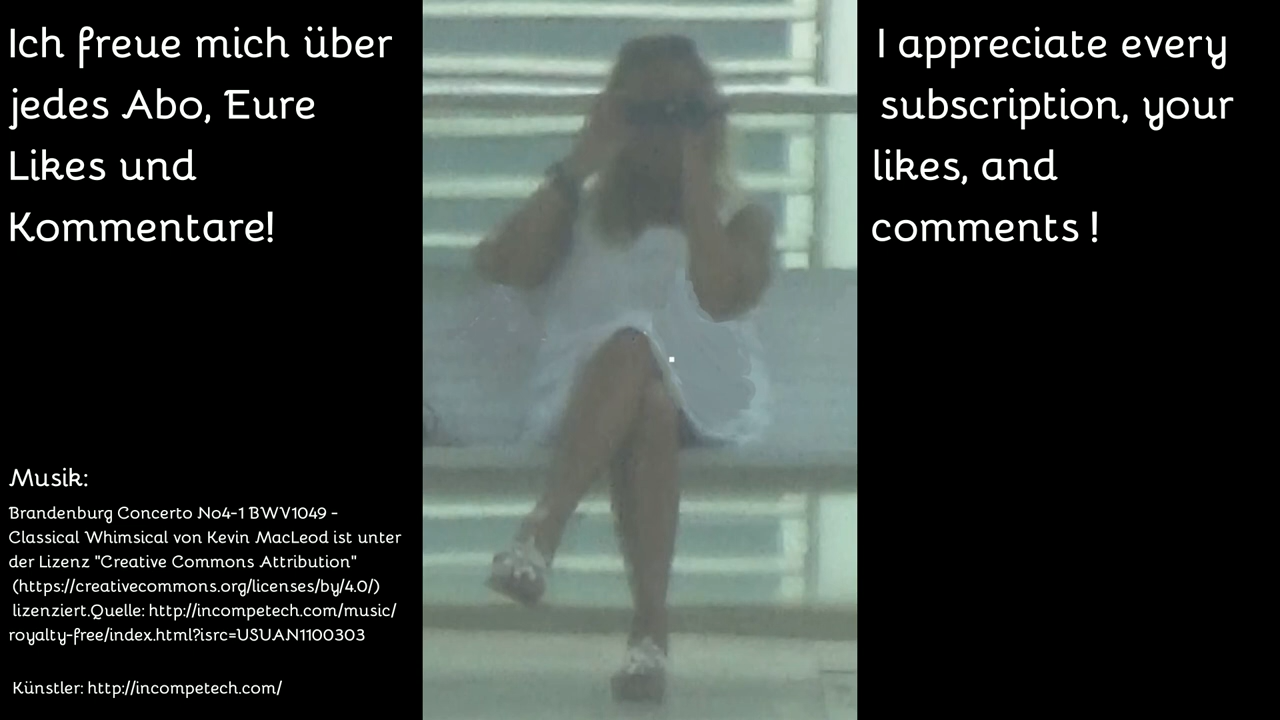 Ich freue mich über
jedes Abo, Eure
Likes und
Kommentare!
I appreciate every
subscription, your
likes, and
comments !
Musik:
Brandenburg Concerto No4-1 BWV1049 -
Classical Whimsical von Kevin MacLeod ist unter
der Lizenz "Creative Commons Attribution"
(https://creativecommons.org/licenses/by/4.0/)
lizenziert.Quelle: http://incompetech.com/music/
royalty-free/index.html?isrc=USUAN1100303
Künstler: http://incompetech.com/